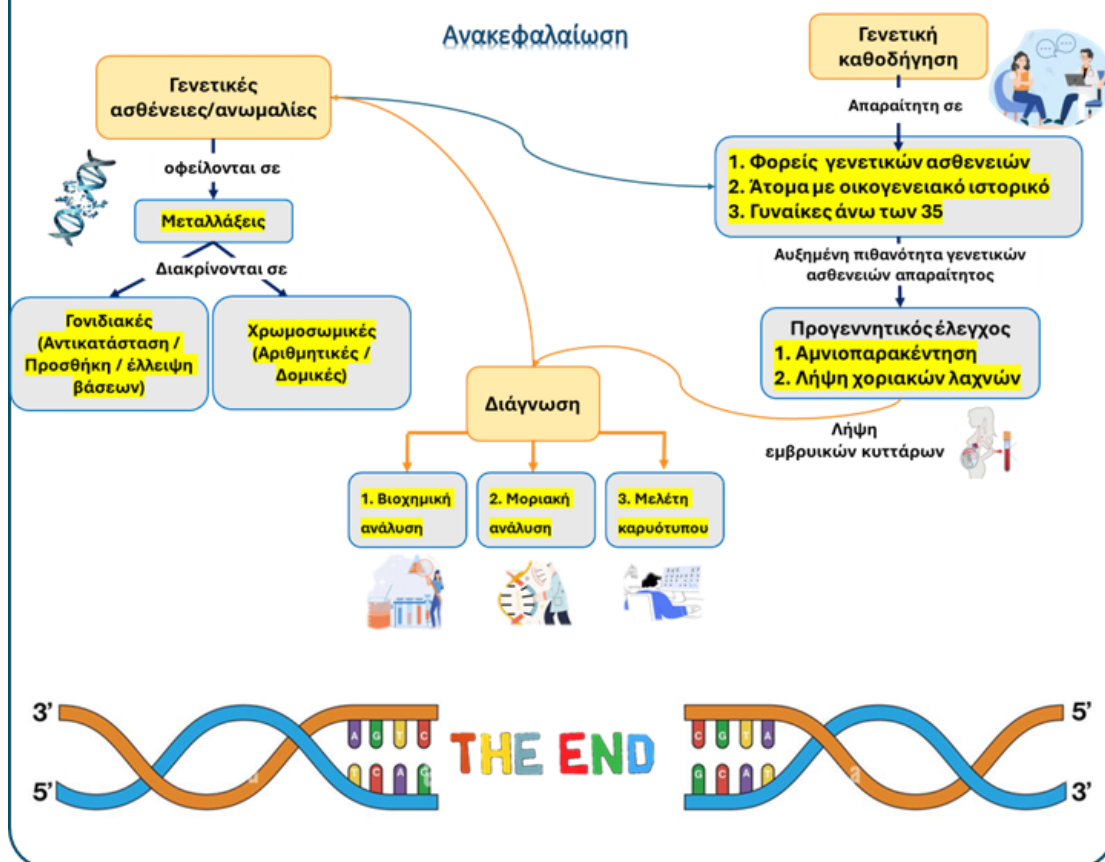 Ανακεφαλαίωση
Γενετικές
ασθένειες/ανωμαλίες
οφείλονται σε
Μεταλλάξεις
Διακρίνονται σε
Γονιδιακές
(Αντικατάσταση /
Προσθήκη / έλλειψη
βάσεων)
Χρωμοσωμικές
(Αριθμητικές /
Δομικές)
Γενετική
καθοδήγηση
Απαραίτητη σε
1. Φορείς γενετικών ασθενειών
2. Άτομα με οικογενειακό ιστορικό
3. Γυναίκες άνω των 35
Αυξημένη πιθανότητα γενετικών
ασθενειών απαραίτητος
Προγεννητικός έλεγχος
1. Αμνιοπαρακέντηση
2. Λήψη χοριακών λαχνών
Λήψη
εμβρυικών κυττάρων
Διάγνωση
1. Βιοχημική
ανάλυση
2. Μοριακή
ανάλυση
3. Μελέτη
καρυότυπου
3’
A G T C
T C A G
5’
THE END
C G T A
G C A T
5’
3’